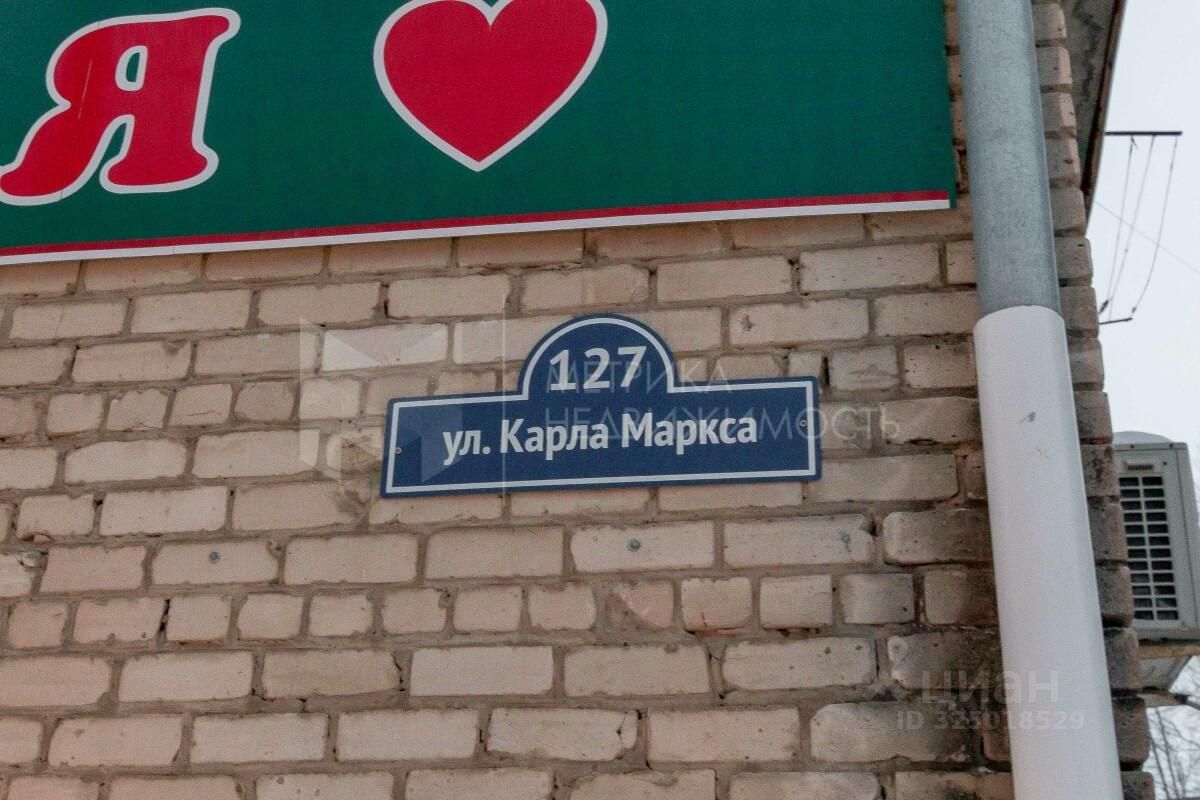 Я
127
ул. Карла Маркса
МЕТРИКА
НЕДВИЖИМОСТЬ
циан
ID 325018529